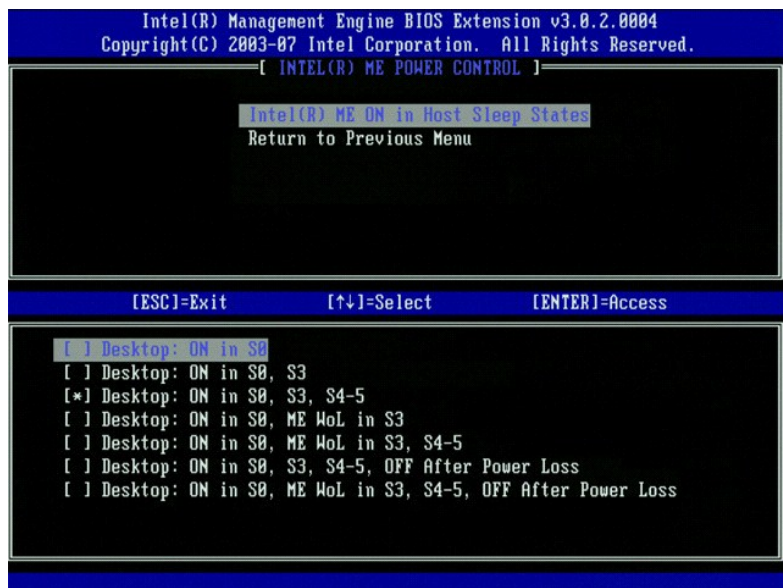 Intel(R) Management Engine BIOS Extension v3.0.2.0004
Copyright(C) 2003-07 Intel Corporation. All Rights Reserved.
[ INTEL(R) ME POWER CONTROL ]
Intel(R) ME ON in Host Sleep States
Return to Previous Menu
[ESC]=Exit [↑↓]=Select [ENTER]=Access
[ ] Desktop: ON in S0
[ ] Desktop: ON in S0, S3
[*] Desktop: ON in S0, S3, S4-5
[ ] Desktop: ON in S0, ME WoL in S3
[ ] Desktop: ON in S0, ME WoL in S3, S4-5
[ ] Desktop: ON in S0, S3, S4-5, OFF After Power Loss
[ ] Desktop: ON in S0, ME WoL in S3, S4-5, OFF After Power Loss